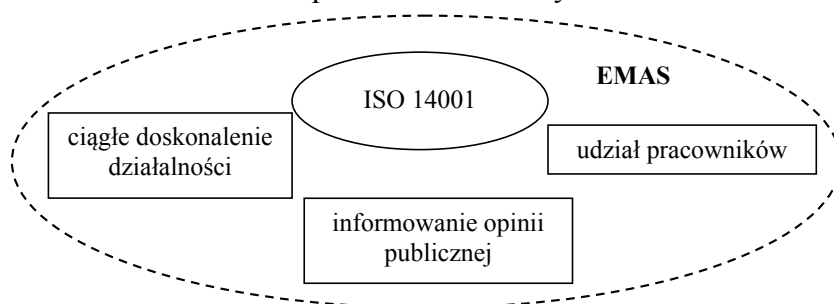 ISO 14001
EMAS
ciągłe doskonalenie
działalności
udział pracowników
informowanie opinii
publicznej